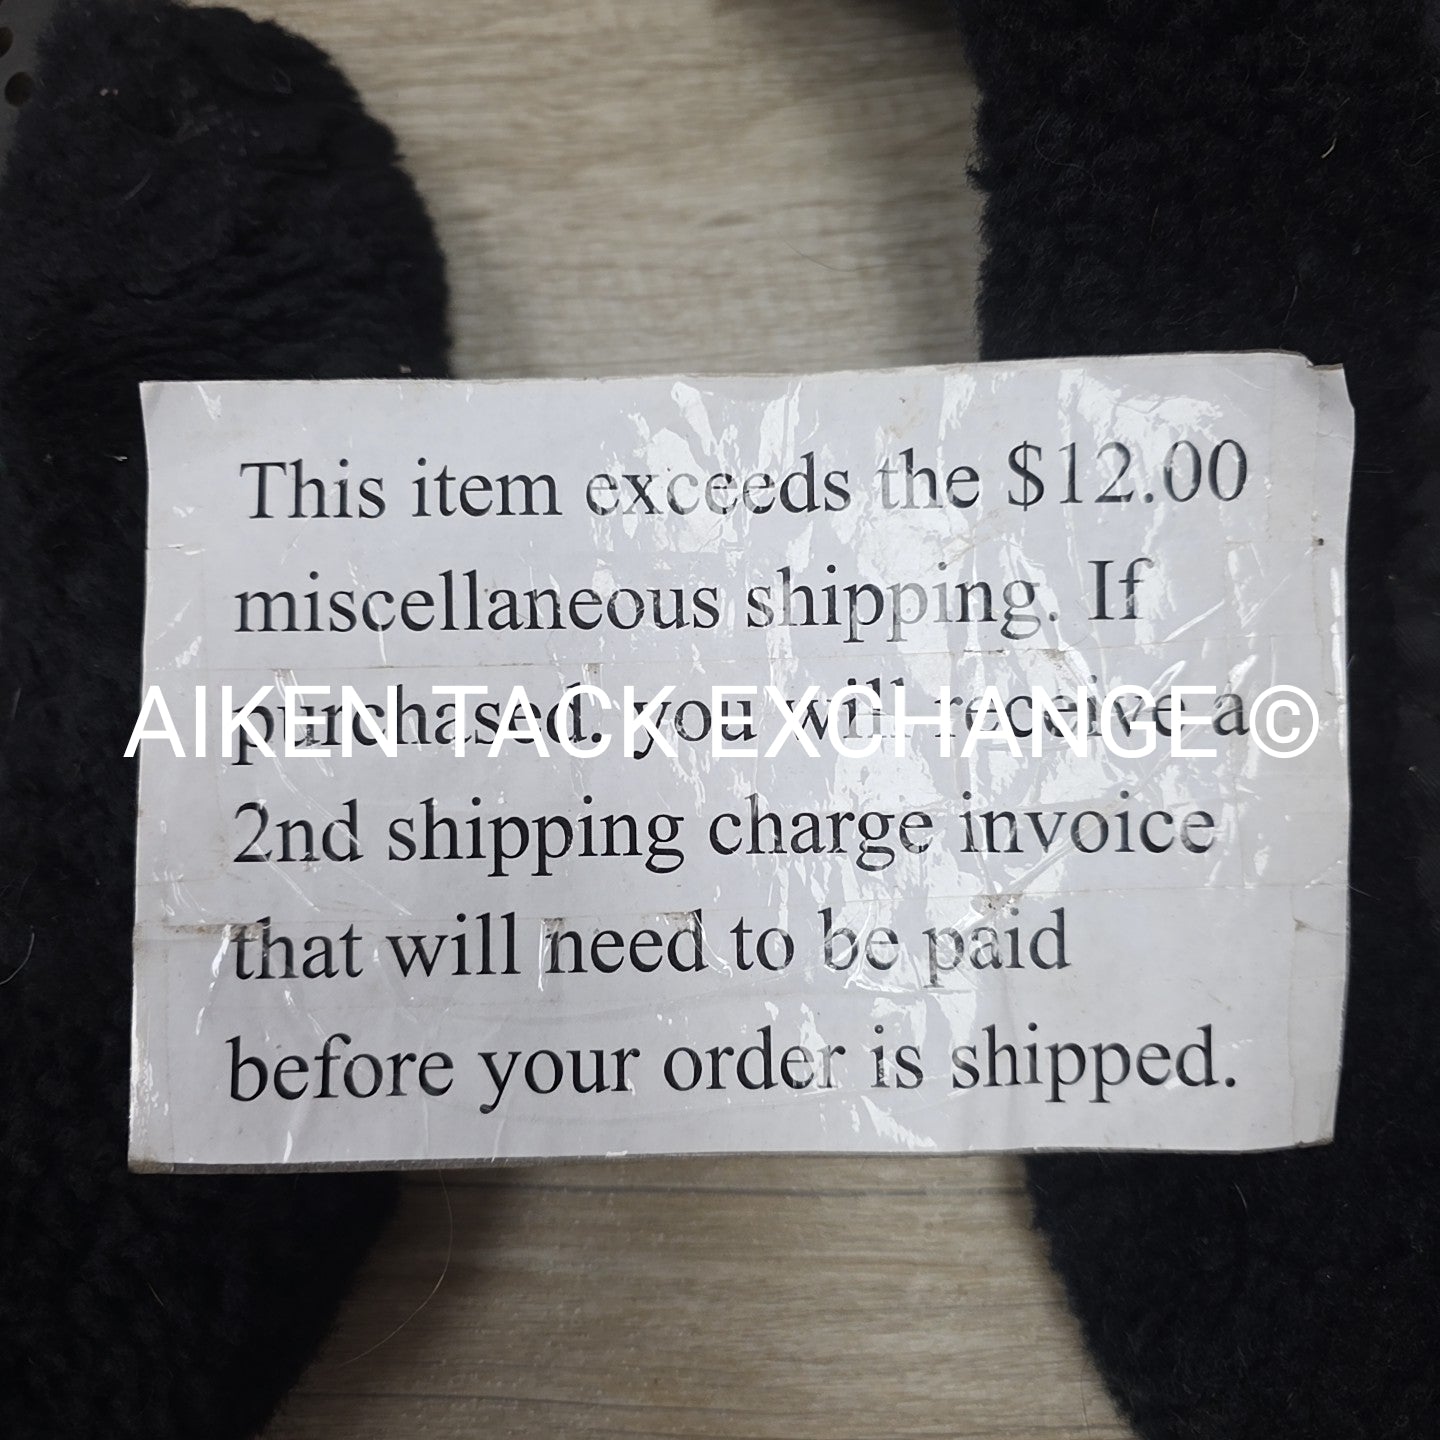 This item exceeds the $12.00
miscellaneous shipping. If
purchased. you will receive a
AIKEN TACK EXCHANGE ©
2nd shipping charge invoice
that will need to be paid
before your order is shipped.